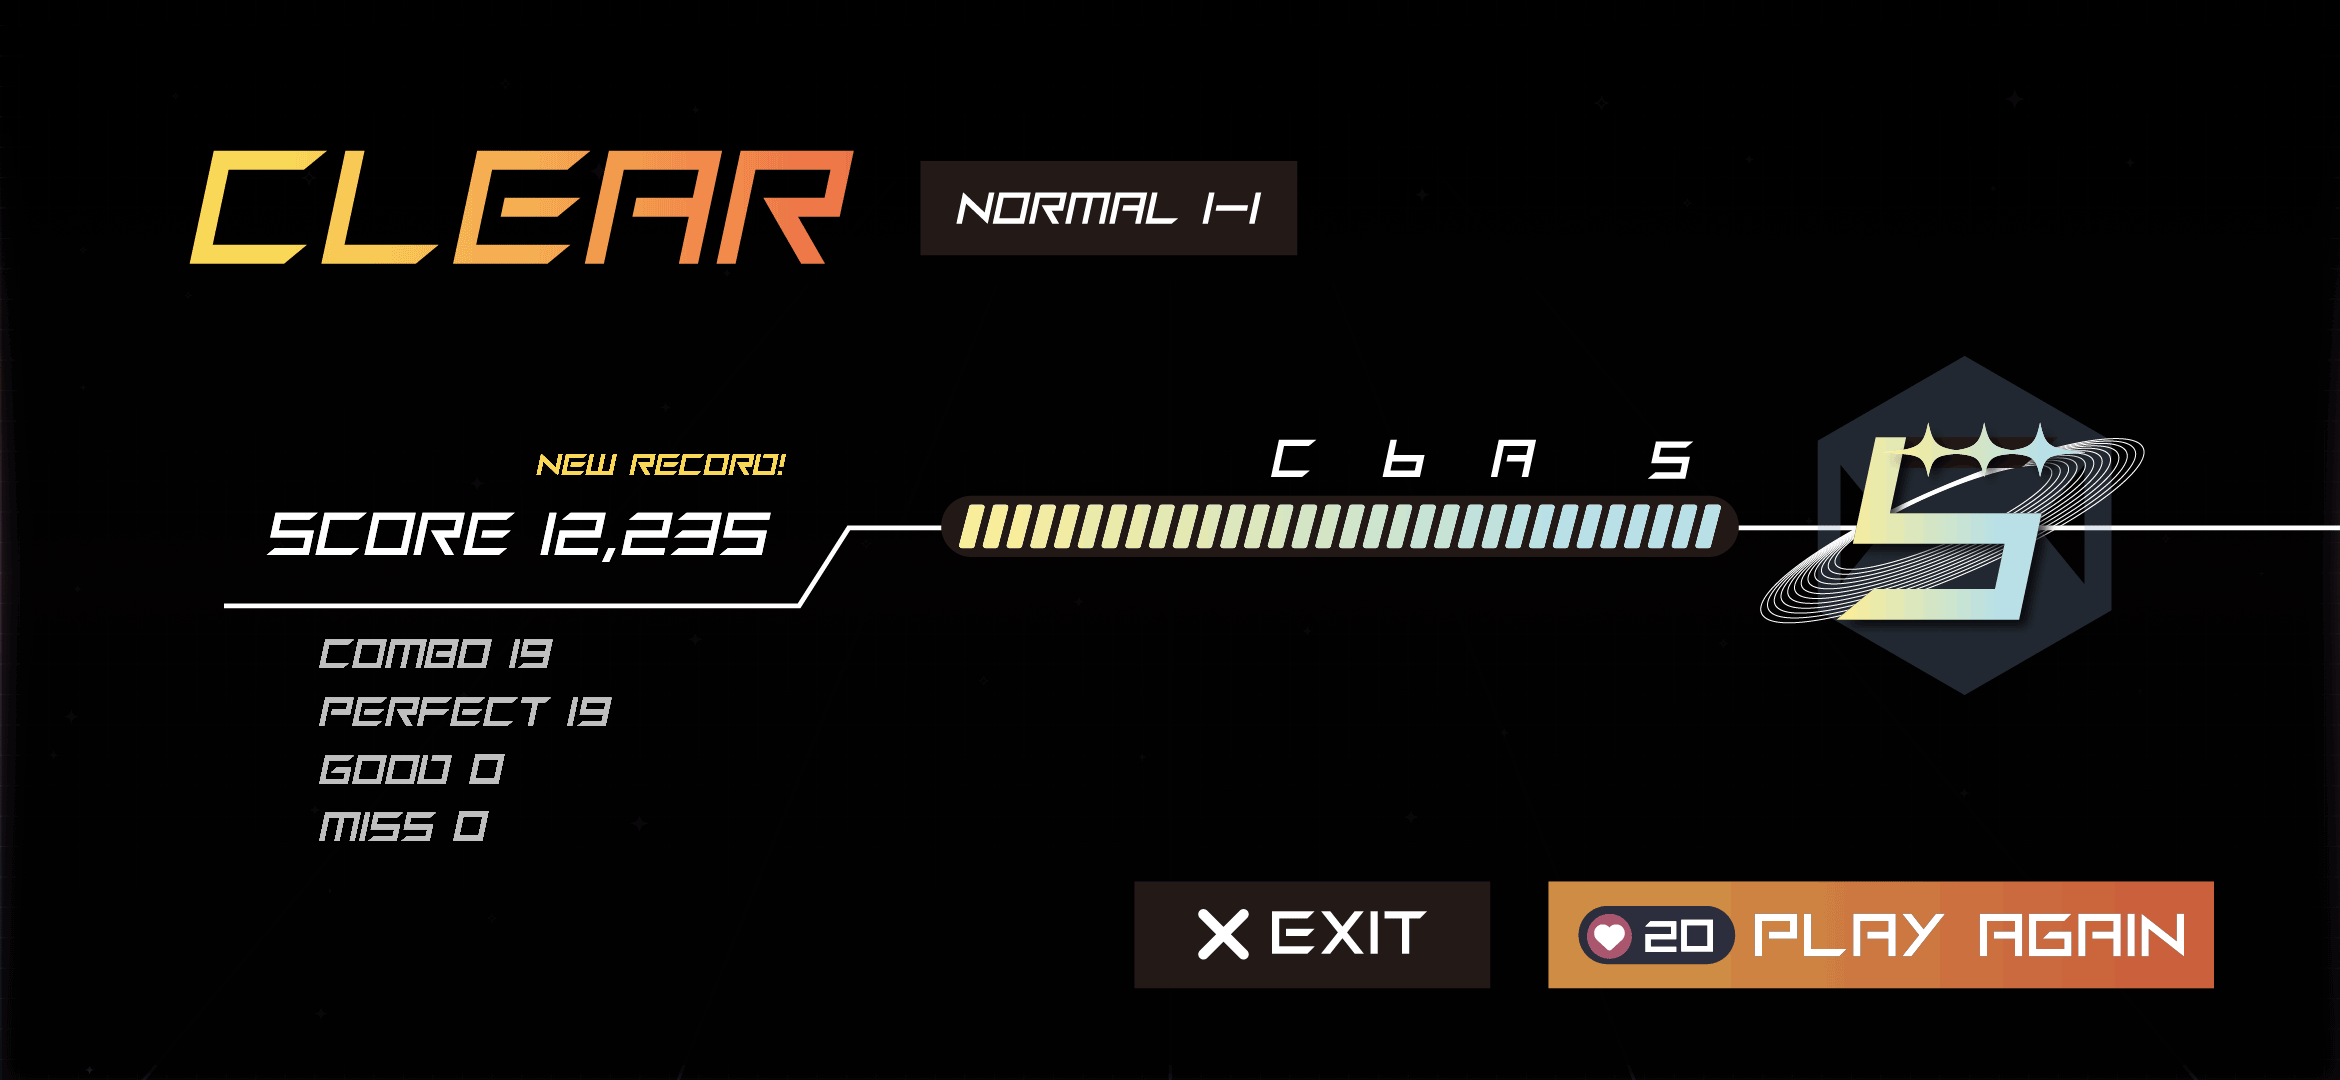 CLEAR
NORMAL 1-1
NEW RECORD!
SCORE 12,235
C b A S
S
COMBO 19
PERFECT 19
GOOD 0
MISS 0
EXIT
20 PLAY AGAIN